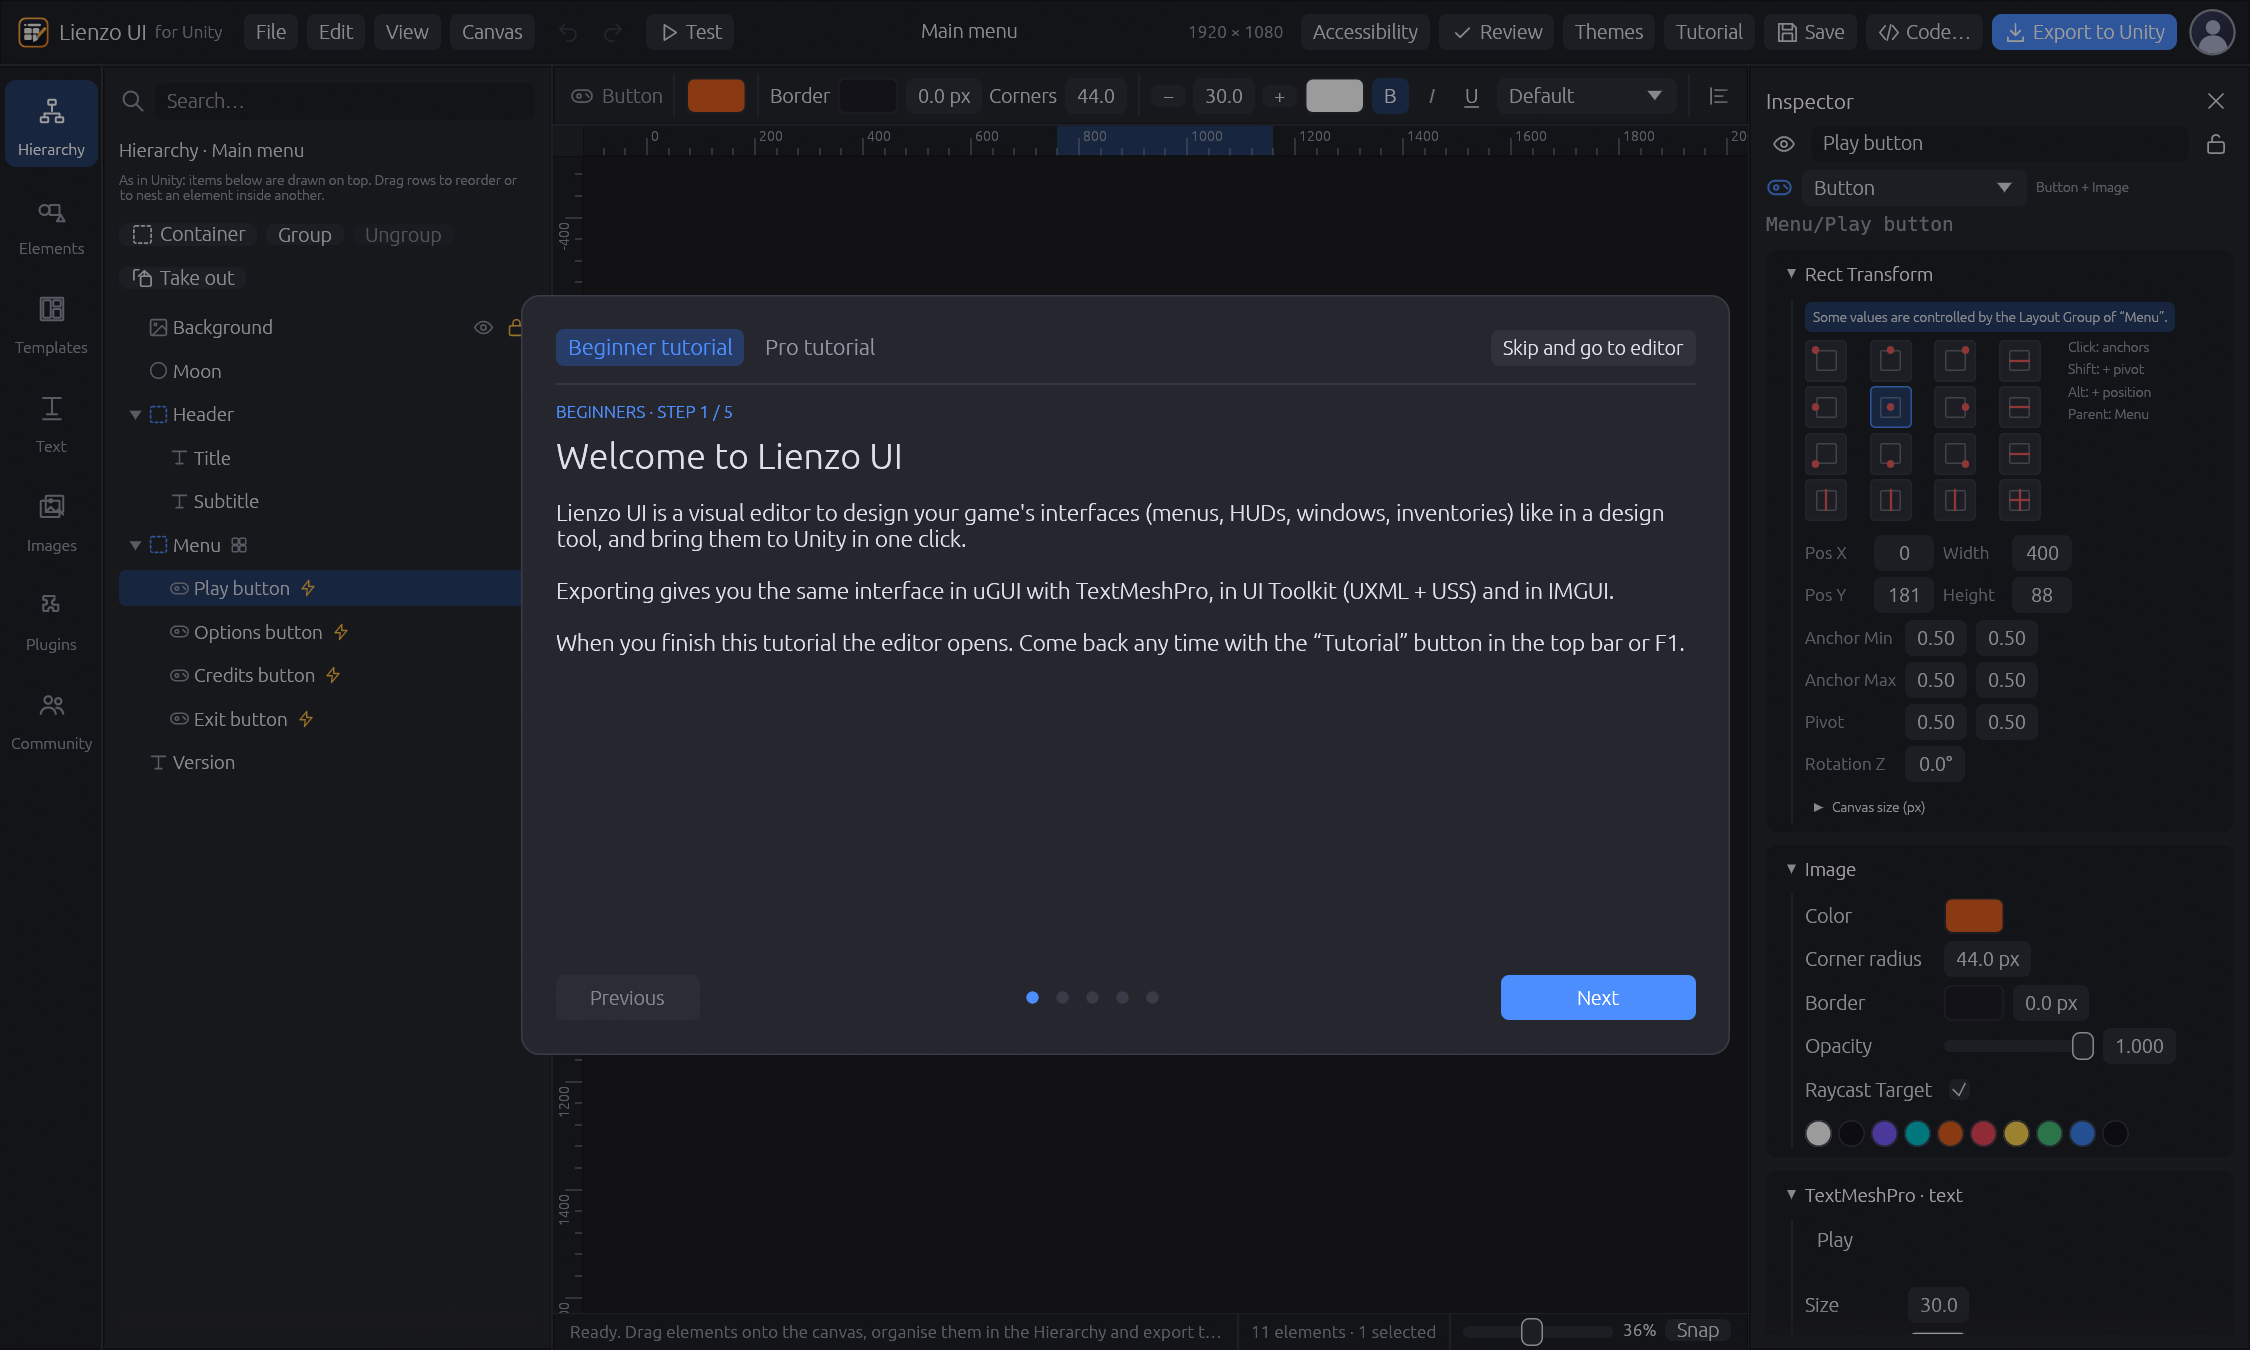 Lienzo UI for Unity
File
Edit
View
Canvas
Test
Main menu
1920 × 1080
Accessibility
Review
Themes
Tutorial
Save
Code...
Export to Unity
Hierarchy
Elements
Templates
Text
Images
Plugins
Community
Search...
Hierarchy · Main menu
As in Unity: items below are drawn on top. Drag rows to reorder or
to nest an element inside another.
Container
Group
Ungroup
Take out
Background
Moon
Header
Title
Subtitle
Menu
Play button
Options button
Credits button
Exit button
Version
Button
Border
0.0 px
Corners
44.0
−
30.0
+
B
I
U
Default
0
200
400
600
800
1000
1200
1400
1600
1800
20
-400
1200
1400
Beginner tutorial
Pro tutorial
Skip and go to editor
BEGINNERS · STEP 1 / 5
Welcome to Lienzo UI
Lienzo UI is a visual editor to design your game's interfaces (menus, HUDs, windows, inventories) like in a design
tool, and bring them to Unity in one click.
Exporting gives you the same interface in uGUI with TextMeshPro, in UI Toolkit (UXML + USS) and in IMGUI.
When you finish this tutorial the editor opens. Come back any time with the “Tutorial” button in the top bar or F1.
Previous
Next
Ready. Drag elements onto the canvas, organise them in the Hierarchy and export t...
11 elements · 1 selected
36%
Snap
Inspector
Play button
Button
Button + Image
Menu/Play button
Rect Transform
Some values are controlled by the Layout Group of “Menu”.
Click: anchors
Shift: + pivot
Alt: + position
Parent: Menu
Pos X 0 Width 400
Pos Y 181 Height 88
Anchor Min 0.50 0.50
Anchor Max 0.50 0.50
Pivot 0.50 0.50
Rotation Z 0.0°
Canvas size (px)
Image
Color
Corner radius 44.0 px
Border 0.0 px
Opacity 1.000
Raycast Target
TextMeshPro · text
Play
Size 30.0